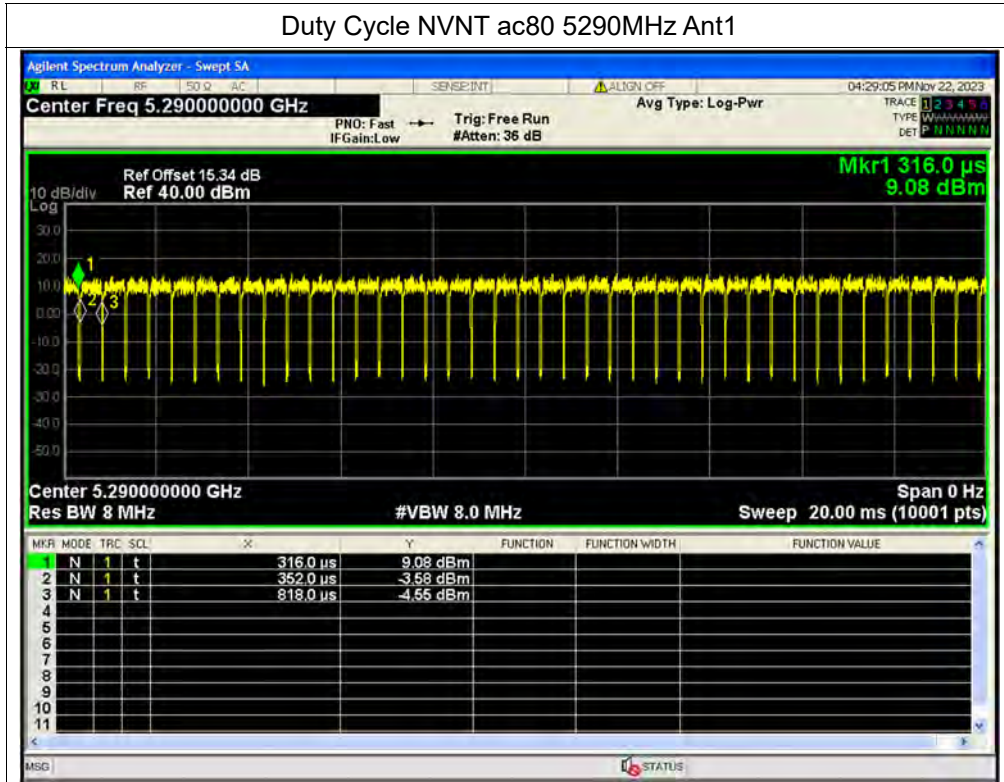 Duty Cycle NVNT ac80 5290MHz Ant1
Agilent Spectrum Analyzer - Swept SA
RL RF 50 Ω AC SENSE:INT ALIGN OFF 04:29:05 PM Nov 22, 2023
Center Freq 5.290000000 GHz Avg Type: Log-Pwr TRACE 1 2 3 4 5 6
PNO: Fast Trig: Free Run TYPE W
IFGain:Low #Atten: 36 dB DET P N N N N N
Mkr1 316.0 µs
Ref Offset 15.34 dB
10 dB/div Ref 40.00 dBm 9.08 dBm
Log
30.0
20.0
1
10.0
2 3
0.00
-10.0
-20.0
-30.0
-40.0
-50.0
Center 5.290000000 GHz Span 0 Hz
Res BW 8 MHz #VBW 8.0 MHz Sweep 20.00 ms (10001 pts)
MKR MODE TRC SCL X Y FUNCTION FUNCTION WIDTH FUNCTION VALUE
1 N 1 t 316.0 µs 9.08 dBm
2 N 1 t 352.0 µs -3.58 dBm
3 N 1 t 818.0 µs -4.55 dBm
4
5
6
7
8
9
10
11
MSG STATUS